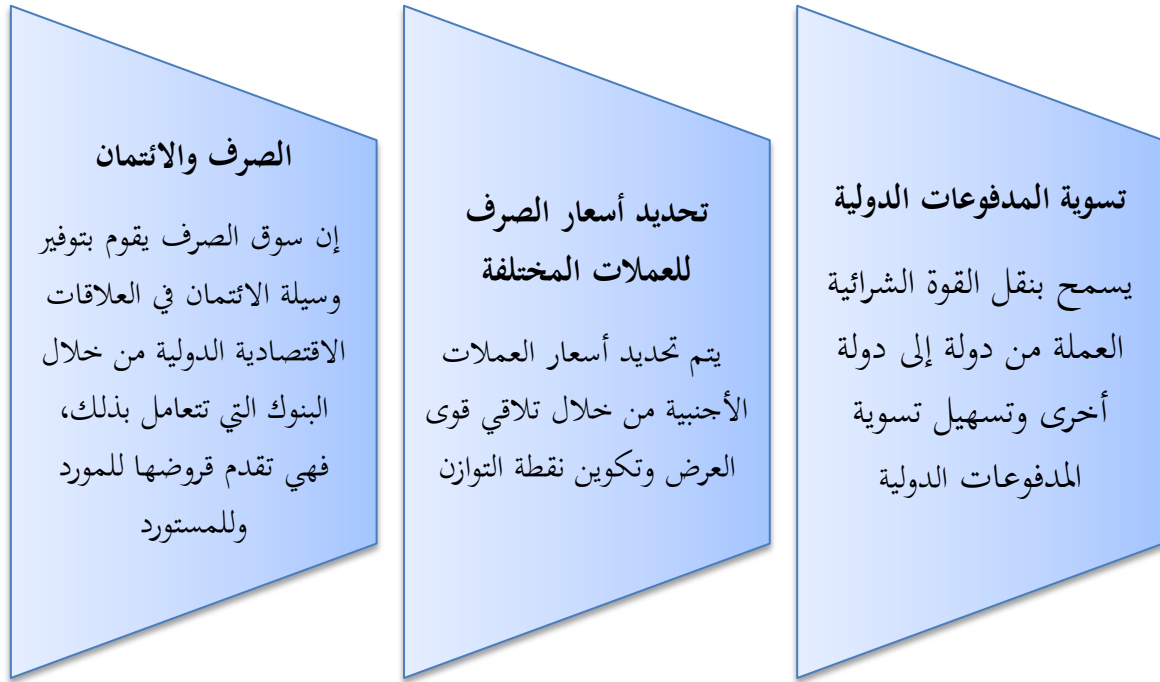 تسوية المدفوعات الدولية
يسمح بنقل القوة الشرائية
العملة من دولة إلى دولة
أخرى وتسهيل تسوية
المدفوعات الدولية
تحديد أسعار الصرف
للعملات المختلفة
يتم تحديد أسعار العملات
الأجنبية من خلال تلاقي قوى
العرض وتكوين نقطة التوازن
الصرف والائتمان
إن سوق الصرف يقوم بتوفير
وسيلة الائتمان في العلاقات
الاقتصادية الدولية من خلال
البنوك التي تتعامل بذلك،
فهي تقدم قروضها للمورد
وللمستورد